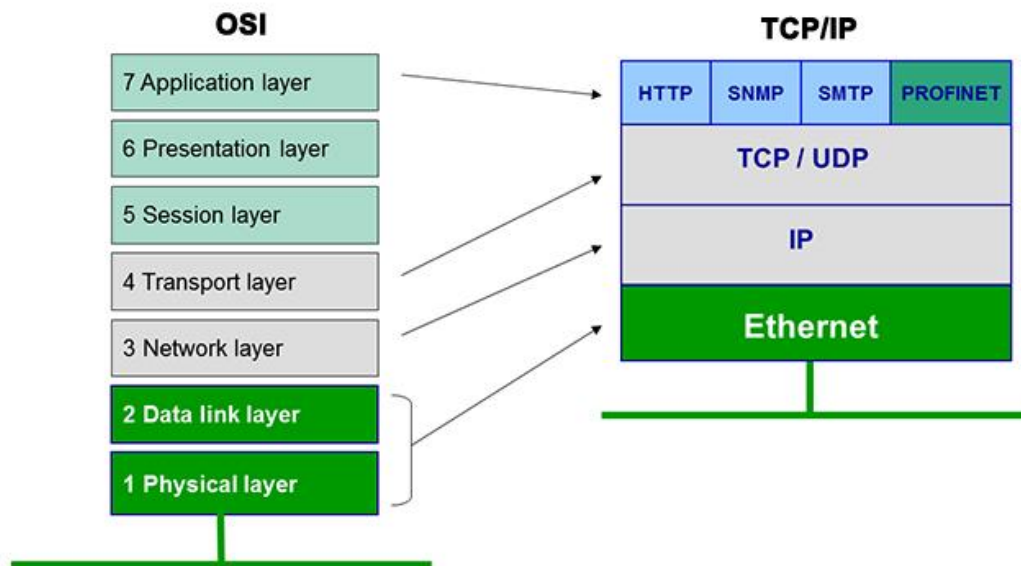 OSI
7 Application layer
6 Presentation layer
5 Session layer
4 Transport layer
3 Network layer
2 Data link layer
1 Physical layer
TCP/IP
HTTP SNMP SMTP PROFINET
TCP / UDP
IP
Ethernet